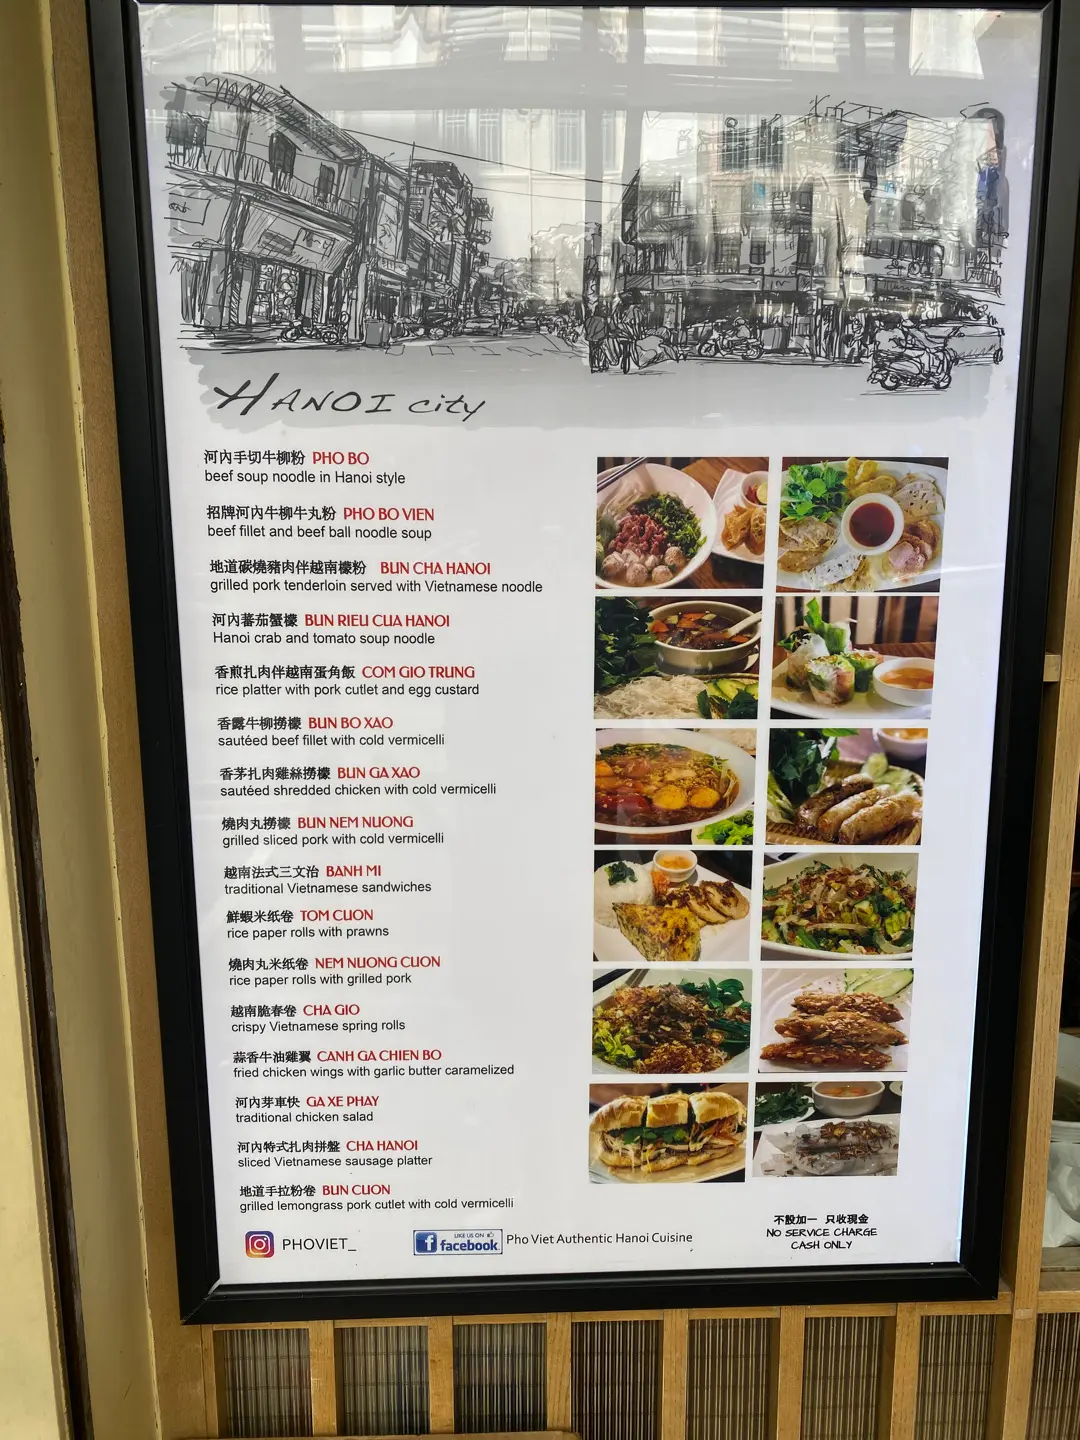 HANOI city
河內手切牛柳粉 PHO BO
beef soup noodle in Hanoi style
招牌河內牛柳牛丸粉 PHO BO VIEN
beef fillet and beef ball noodle soup
地道碳燒豬肉伴越南檬粉 BUN CHA HANOI
grilled pork tenderloin served with Vietnamese noodle
河內蕃茄蟹檬 BUN RIEU CUA HANOI
Hanoi crab and tomato soup noodle
香煎扎肉伴越南蛋角飯 COM GIO TRUNG
rice platter with pork cutlet and egg custard
香露牛柳撈檬 BUN BO XAO
sautéed beef fillet with cold vermicelli
香茅扎肉雞絲撈檬 BUN GA XAO
sautéed shredded chicken with cold vermicelli
燒肉丸撈檬 BUN NEM NUONG
grilled sliced pork with cold vermicelli
越南法式三文治 BANH MI
traditional Vietnamese sandwiches
鮮蝦米纸卷 TOM CUON
rice paper rolls with prawns
燒肉丸米纸卷 NEM NUONG CUON
rice paper rolls with grilled pork
越南脆春卷 CHA GIO
crispy Vietnamese spring rolls
蒜香牛油雞翼 CANH GA CHIEN BO
fried chicken wings with garlic butter caramelized
河內芽車快 GA XE PHAY
traditional chicken salad
河內特式扎肉拼盤 CHA HANOI
sliced Vietnamese sausage platter
地道手拉粉卷 BUN CUON
grilled lemongrass pork cutlet with cold vermicelli
PHOVIET_
LIKE US ON
facebook
Pho Viet Authentic Hanoi Cuisine
不設加一 只收現金
NO SERVICE CHARGE
CASH ONLY